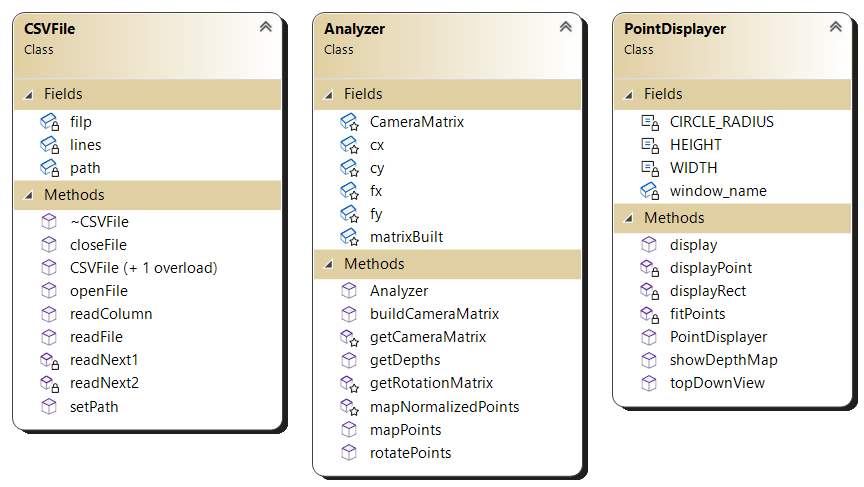 CSVFile
Class
Fields
filp
lines
path
Methods
~CSVFile
closeFile
CSVFile (+ 1 overload)
openFile
readColumn
readFile
readNext1
readNext2
setPath
Analyzer
Class
Fields
CameraMatrix
cx
cy
fx
fy
matrixBuilt
Methods
Analyzer
buildCameraMatrix
getCameraMatrix
getDepths
getRotationMatrix
mapNormalizedPoints
mapPoints
rotatePoints
PointDisplayer
Class
Fields
CIRCLE_RADIUS
HEIGHT
WIDTH
window_name
Methods
display
displayPoint
displayRect
fitPoints
PointDisplayer
showDepthMap
topDownView